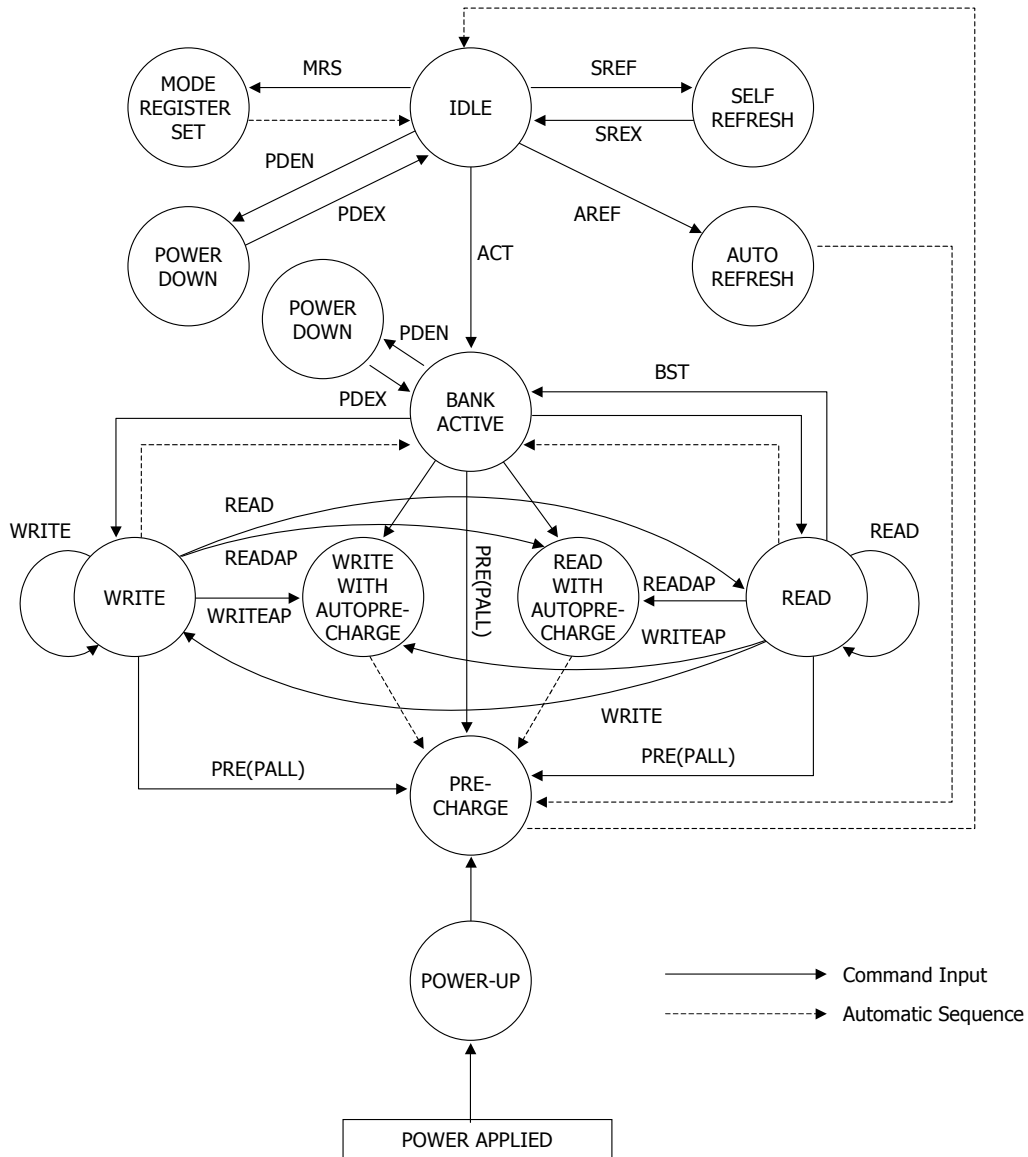 MRS
SREF
MODE
REGISTER
SET
IDLE
SELF
REFRESH
SREX
PDEN
PDEX
AREF
POWER
DOWN
ACT
AUTO
REFRESH
POWER
DOWN
PDEN
PDEX
BST
BANK
ACTIVE
READ
WRITE
READ
READAP
WRITE
WITH
AUTOPRE-
CHARGE
PRE(PALL)
READ
WITH
AUTOPRE-
CHARGE
READAP
WRITE
WRITEAP
READ
WRITEAP
WRITE
PRE(PALL)
PRE(PALL)
PRE-
CHARGE
POWER-UP
Command Input
Automatic Sequence
POWER APPLIED